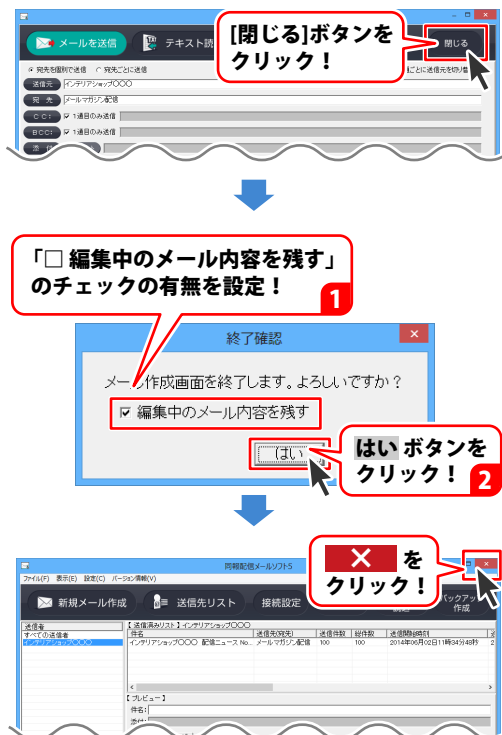 メールを送信
テキスト読
[閉じる]ボタンを
クリック！
閉じる
宛先を個別で送信
宛先ごとに送信
ごとに送信元を切り替
送信元
インテリアショップ〇〇〇
宛 先
メールマガジン配信
CC:
1通目のみ送信
BCC:
1通目のみ送信
添 付
「□ 編集中のメール内容を残す」
のチェックの有無を設定！
1
終了確認
メール作成画面を終了します。よろしいですか？
編集中のメール内容を残す
はい
はい ボタンを
クリック！
2
同報配信メールソフト5
× を
クリック！
ファイル(F) 表示(E) 設定(C) バージョン情報(V)
新規メール作成
送信先リスト
接続設定
バックアップ
作成
送信者
すべての送信者
インテリアショップ〇〇〇
【 送信済みリスト 】 インテリアショップ〇〇〇
件名
送信先(宛先)
送信件数
総件数
送信開始時刻
インテリアショップ〇〇〇 配信ニュース No...
メールマガジン配信
100
100
2014年06月02日11時34分48秒
2
【 プレビュー 】
件名:
添付: